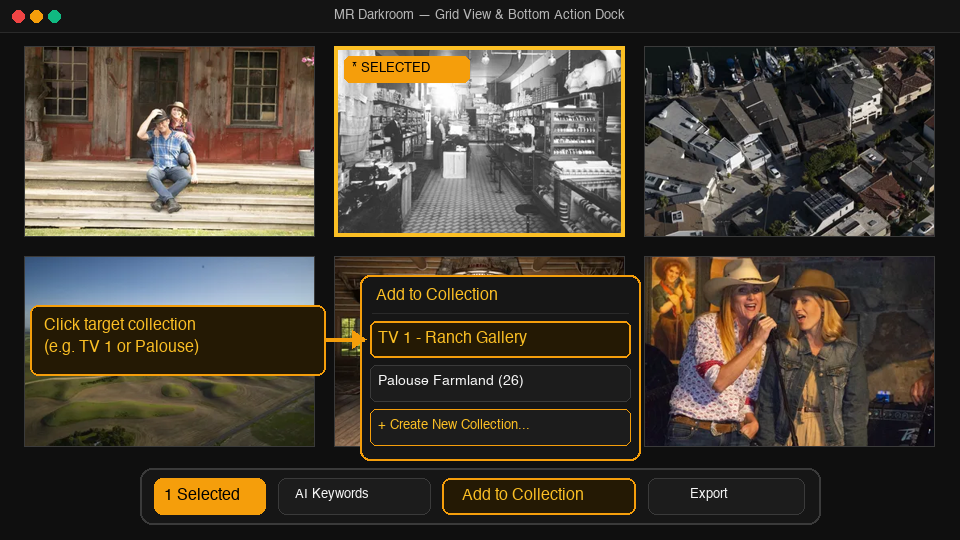 MR Darkroom — Grid View & Bottom Action Dock
* SELECTED
Click target collection
(e.g. TV 1 or Palouse)
Add to Collection
TV 1 - Ranch Gallery
Palouse Farmland (26)
+ Create New Collection...
1 Selected
AI Keywords
Add to Collection
Export